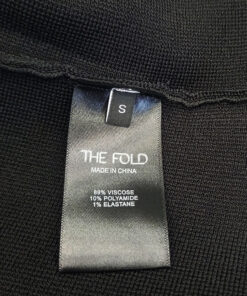 S
THE FOLD
MADE IN CHINA
89% VISCOSE
10% POLYAMIDE
1% ELASTANE